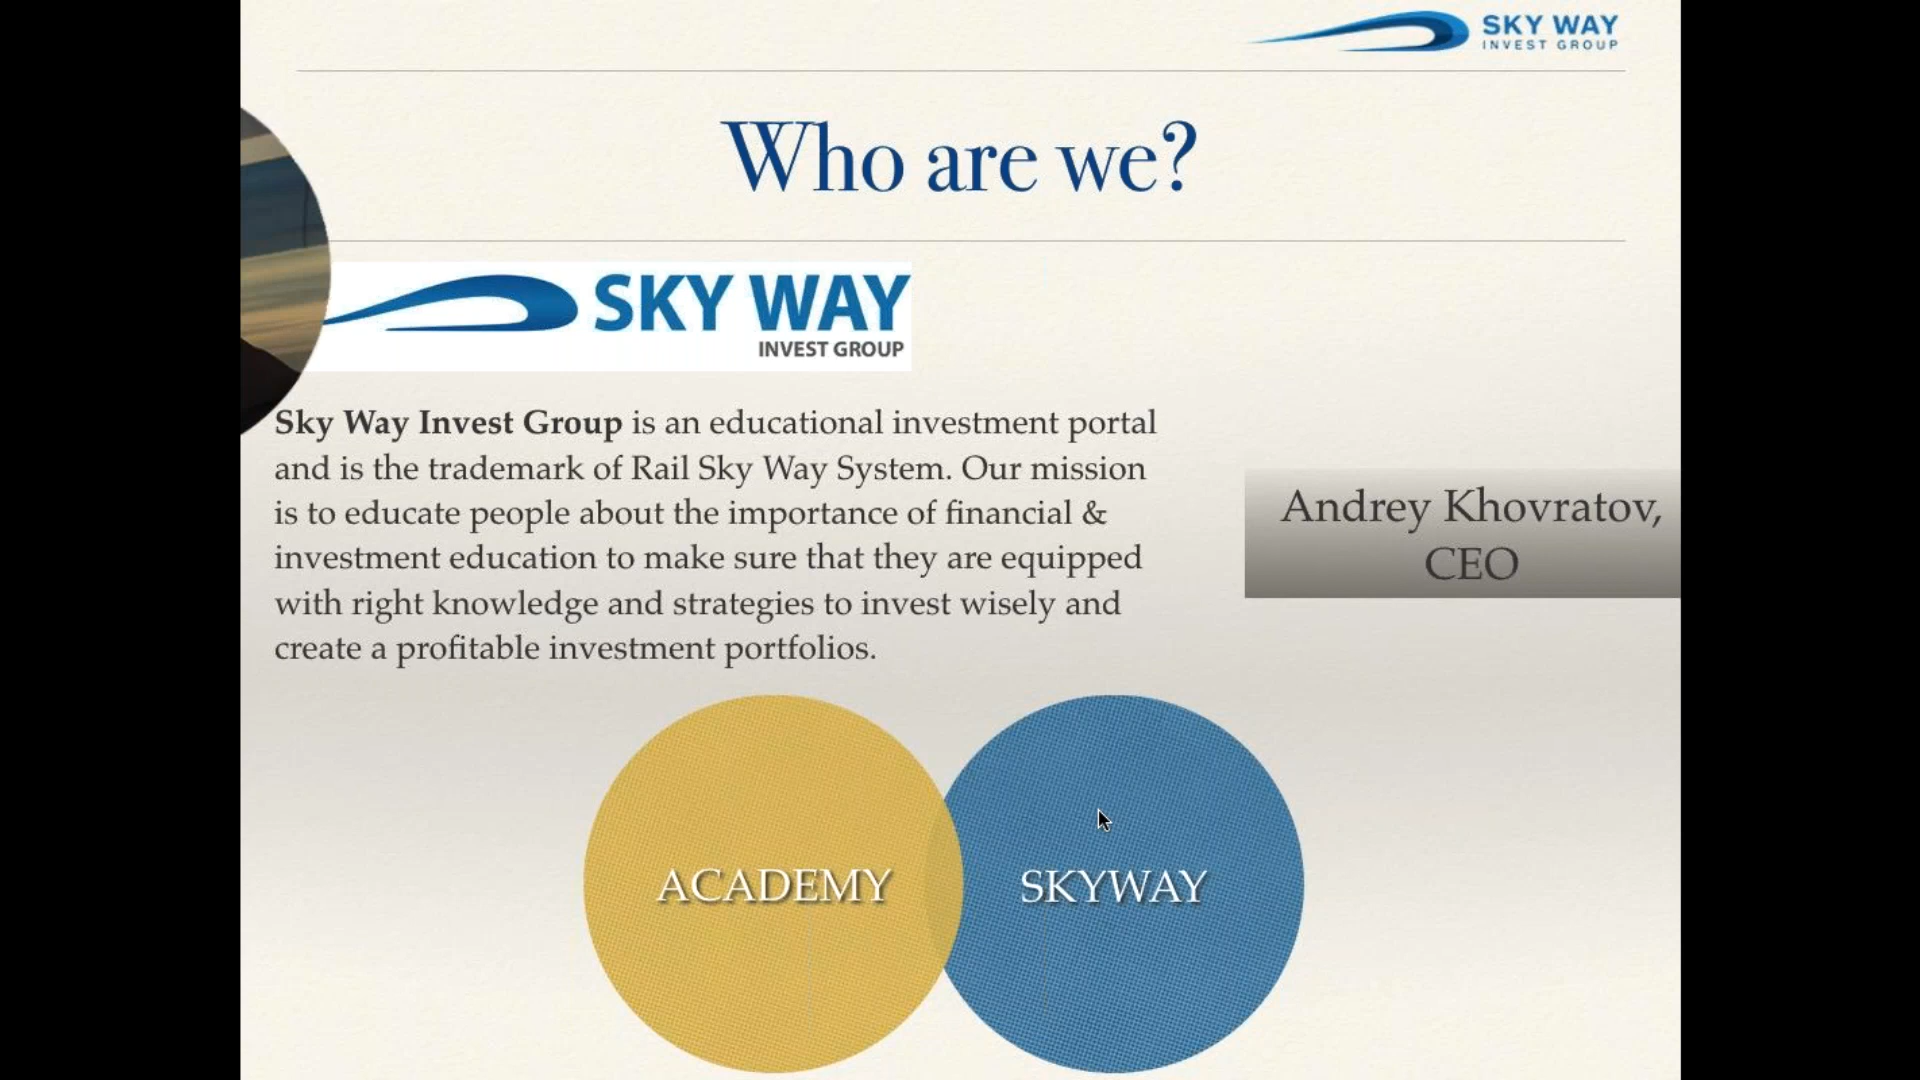 SKY WAY
INVEST GROUP
Who are we?
SKY WAY
INVEST GROUP
Sky Way Invest Group is an educational investment portal
and is the trademark of Rail Sky Way System. Our mission
is to educate people about the importance of financial &
investment education to make sure that they are equipped
with right knowledge and strategies to invest wisely and
create a profitable investment portfolios.
Andrey Khovratov,
CEO
ACADEMY
SKYWAY